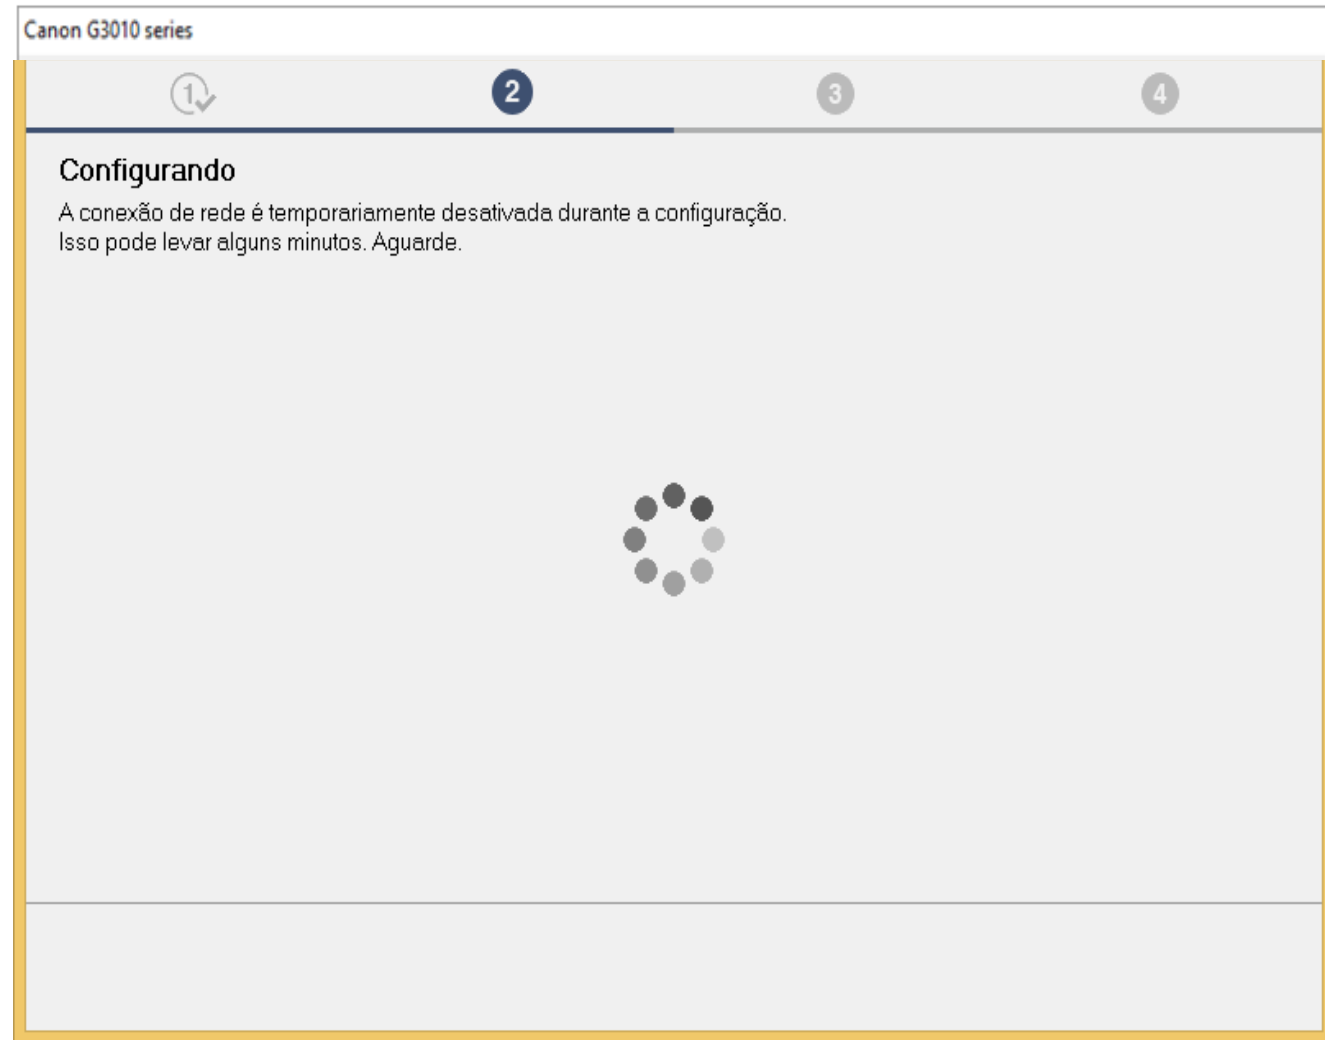 Canon G3010 series
1
2
3
4
Configurando
A conexão de rede é temporariamente desativada durante a configuração.
Isso pode levar alguns minutos. Aguarde.